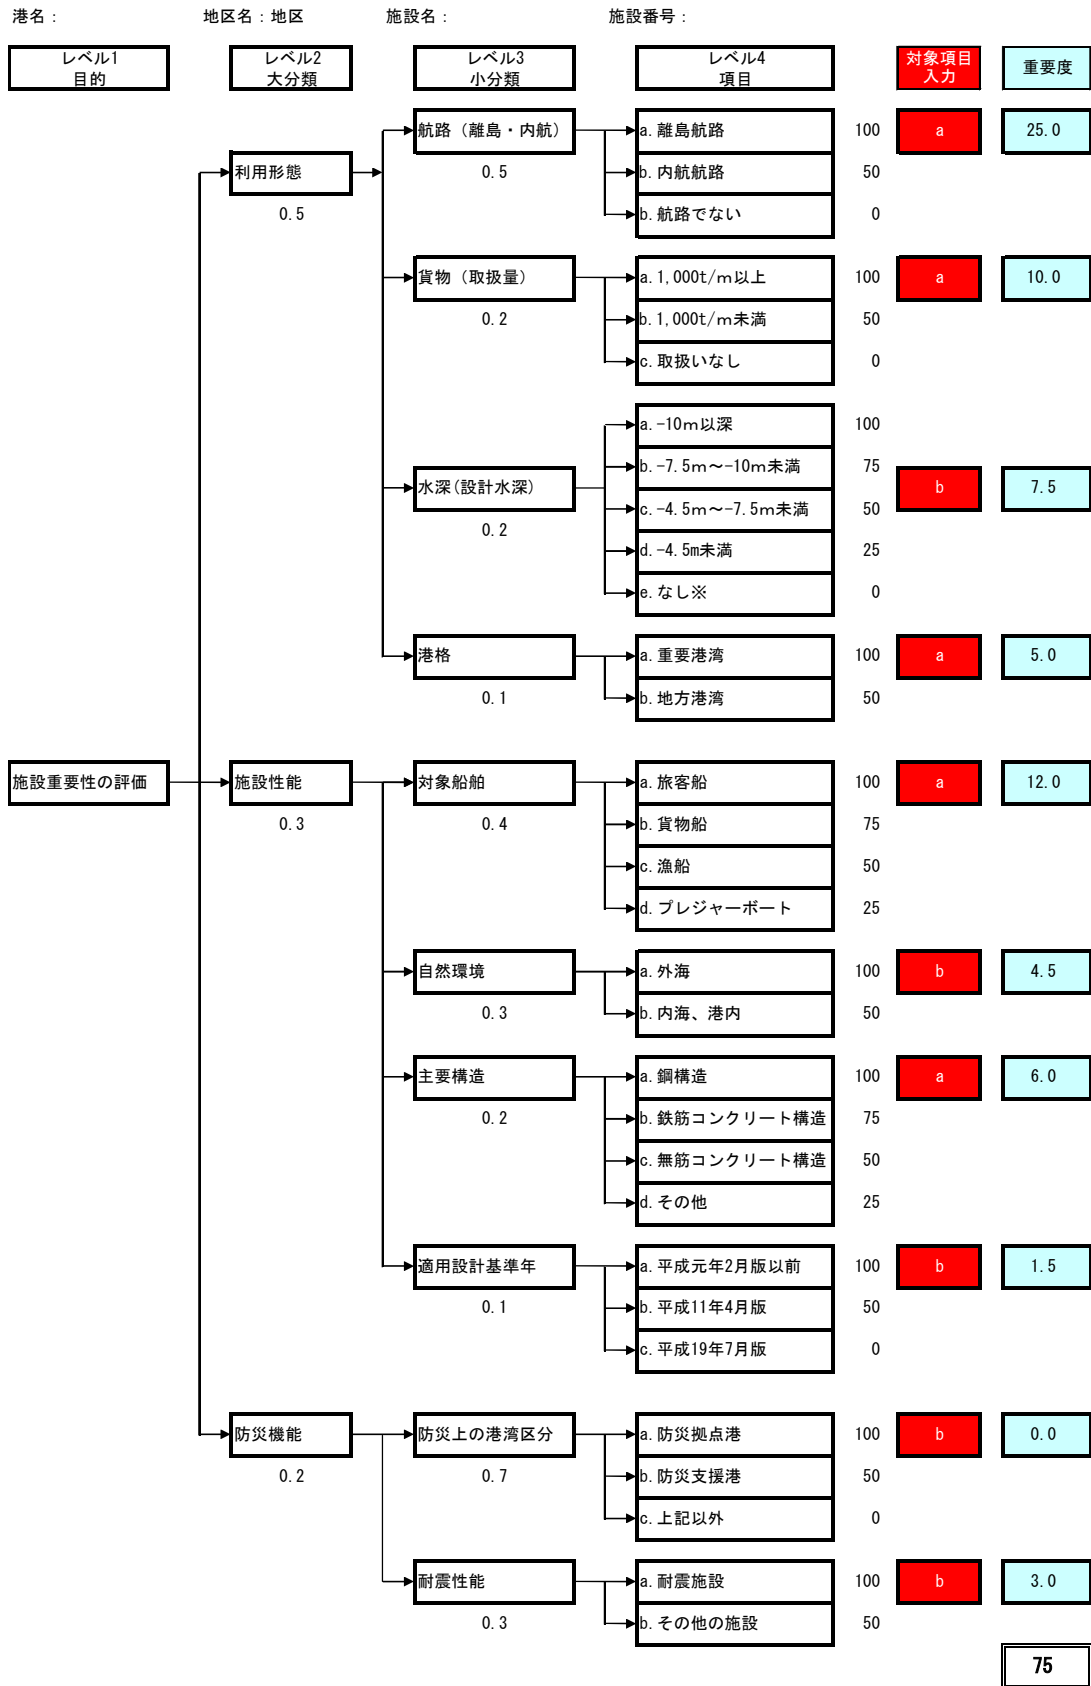 港名： 地区名：地区 施設名： 施設番号：
レベル1 レベル2 レベル3 レベル4 対象項目 重要度
目的 大分類 小分類 項目 入力
航路（離島・内航） a.離島航路 100 a 25.0
利用形態 0.5 b.内航航路 50
0.5 b.航路でない 0
貨物（取扱量） a.1,000t/ｍ以上 100 a 10.0
0.2 b.1,000t/ｍ未満 50
c.取扱いなし 0
a.-10ｍ以深 100
b.-7.5ｍ～-10ｍ未満 75
水深(設計水深) b 7.5
c.-4.5ｍ～-7.5ｍ未満 50
0.2
d.-4.5m未満 25
e.なし※ 0
港格 a.重要港湾 100 a 5.0
0.1 b.地方港湾 50
施設重要性の評価 施設性能 対象船舶 a.旅客船 100 a 12.0
0.3 0.4 b.貨物船 75
c.漁船 50
d.プレジャーボート 25
自然環境 a.外海 100 b 4.5
0.3 b.内海、港内 50
主要構造 a.鋼構造 100 a 6.0
0.2 b.鉄筋コンクリート構造 75
c.無筋コンクリート構造 50
d.その他 25
適用設計基準年 a.平成元年2月版以前 100 b 1.5
0.1 b.平成11年4月版 50
c.平成19年7月版 0
防災機能 防災上の港湾区分 a.防災拠点港 100 b 0.0
0.2 0.7 b.防災支援港 50
c.上記以外 0
耐震性能 a.耐震施設 100 b 3.0
0.3 b.その他の施設 50
75